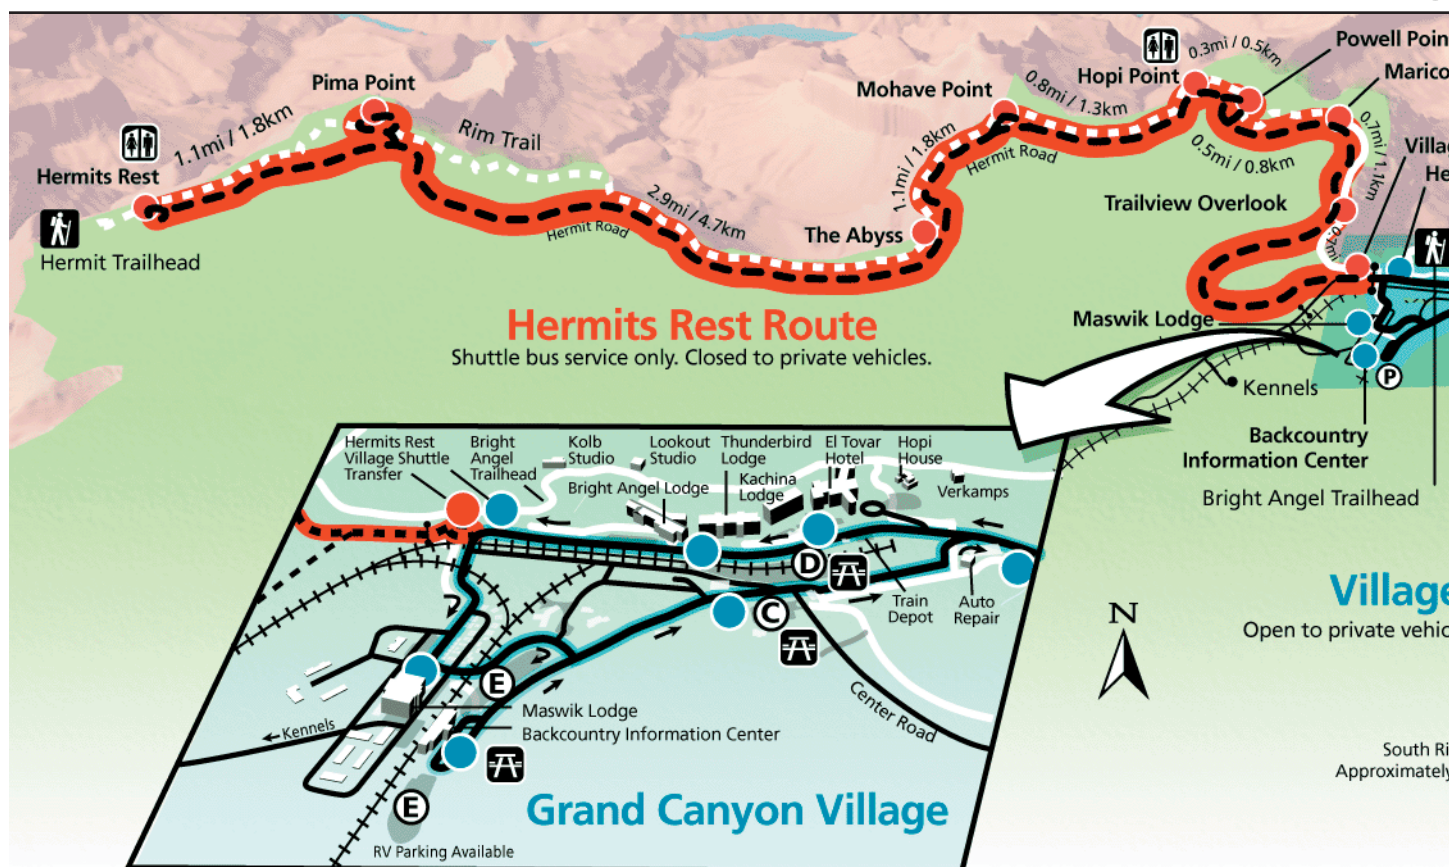 0.3mi / 0.5km
Powell Poin
Hopi Point
Marico
Pima Point
Mohave Point
0.8mi / 1.3km
1.1mi / 1.8km
Rim Trail
1.1mi / 1.8km
Hermit Road
0.5mi / 0.8km
0.7mi / 1.1km
Villag
He
Hermits Rest
2.9mi / 4.7km
Hermit Road
Trailview Overlook
The Abyss
0.7mi
Hermit Trailhead
Hermits Rest Route
Shuttle bus service only. Closed to private vehicles.
Maswik Lodge
P
Kennels
Backcountry
Information Center
Bright Angel Trailhead
Hermits Rest
Village Shuttle
Transfer
Bright
Angel
Trailhead
Kolb
Studio
Lookout
Studio
Thunderbird
Lodge
El Tovar
Hotel
Hopi
House
Bright Angel Lodge
Kachina
Lodge
Verkamps
D
C
Train
Depot
Auto
Repair
N
Village
Open to private vehic
E
Center Road
Maswik Lodge
Backcountry Information Center
Kennels
E
Grand Canyon Village
RV Parking Available
South Ri
Approximately